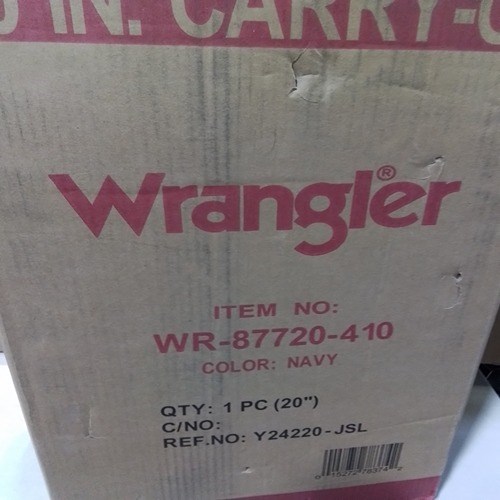 IN. CARRY-
Wrangler®
ITEM NO:
WR-87720-410
COLOR: NAVY
QTY: 1 PC (20")
C/NO:
REF.NO: Y24220-JSL